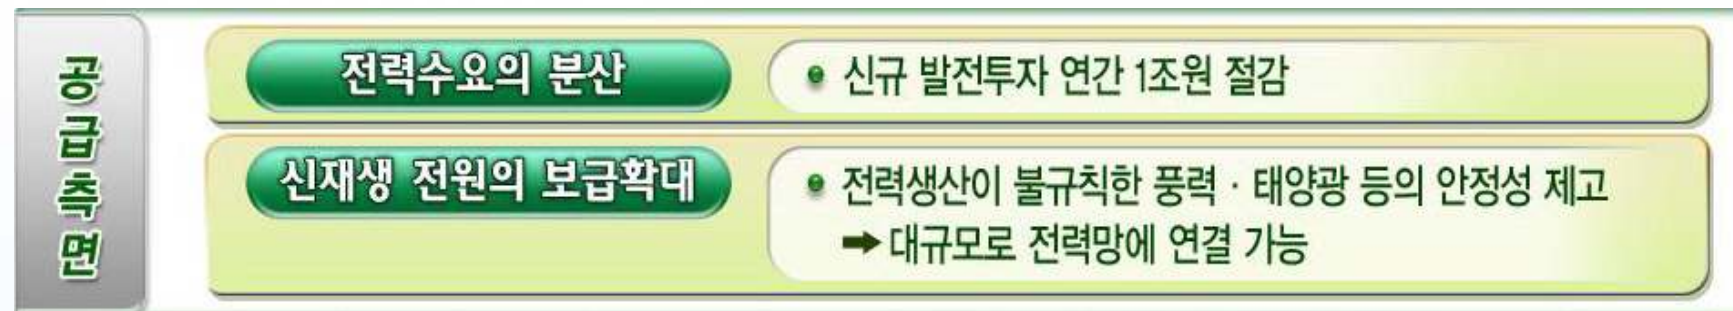 공급측면
전력수요의 분산
• 신규 발전투자 연간 1조원 절감
신재생 전원의 보급확대
• 전력생산이 불규칙한 풍력 · 태양광 등의 안정성 제고
➡ 대규모로 전력망에 연결 가능